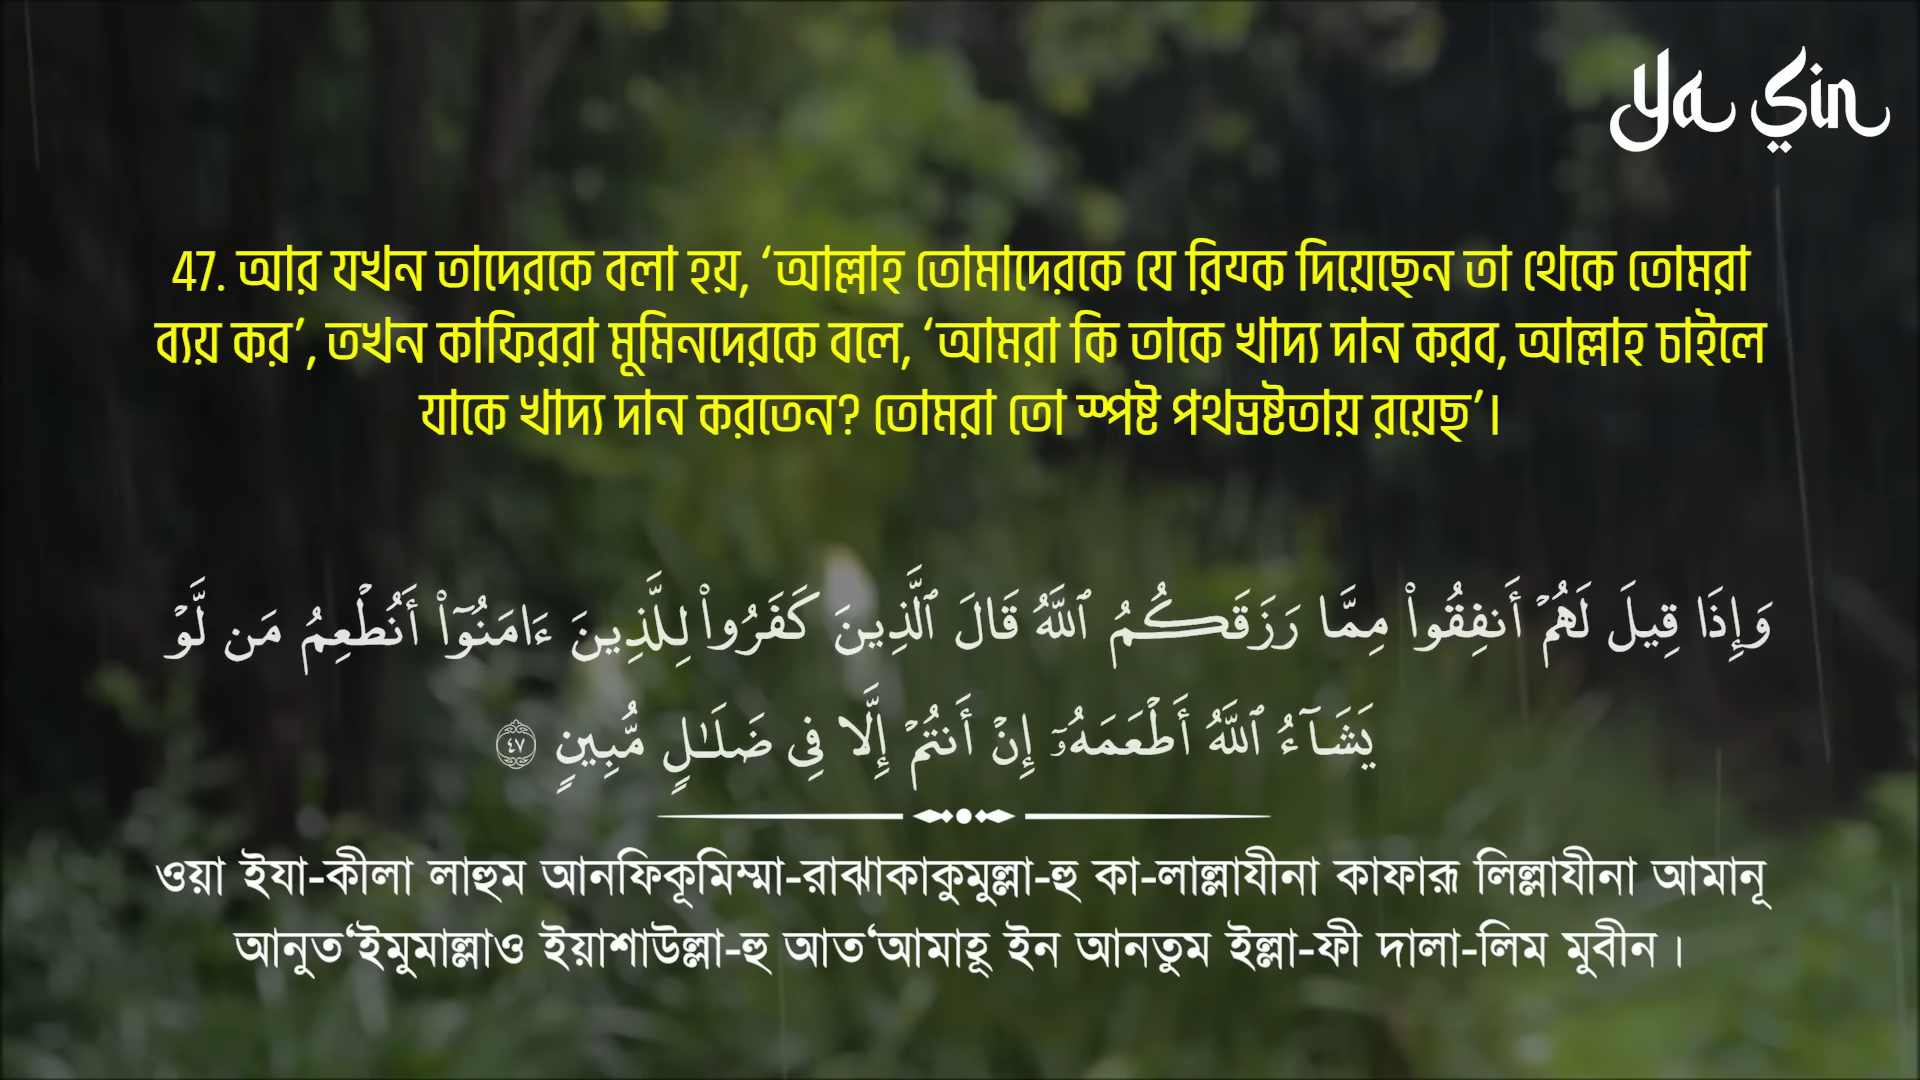 Ya Sin
47. আর যখন তাদেরকে বলা হয়, ‘আল্লাহ তোমাদেরকে যে রিয্ক দিয়েছেন তা থেকে তোমরা
ব্যয় কর’, তখন কাফিররা মুমিনদেরকে বলে, ‘আমরা কি তাকে খাদ্য দান করব, আল্লাহ চাইলে
যাকে খাদ্য দান করতেন? তোমরা তো স্পষ্ট পথভ্রষ্টতায় রয়েছ’।
وَإِذَا قِيلَ لَهُمْ أَنفِقُوا۟ مِمَّا رَزَقَكُمُ ٱللَّهُ قَالَ ٱلَّذِينَ كَفَرُوا۟ لِلَّذِينَ ءَامَنُوٓا۟ أَنُطْعِمُ مَن لَّوْ
يَشَآءُ ٱللَّهُ أَطْعَمَهُۥٓ إِنْ أَنتُمْ إِلَّا فِى ضَلَـٰلٍ مُّبِينٍ ٤٧
ওয়া ইযা-কীলা লাহুম আনফিকূমিম্মা-রাঝাকাকুমুল্লা-হু কা-লাল্লাযীনা কাফারূ লিল্লাযীনা আমানূ
আনুত‘ইমুমাল্লাও ইয়াশাউল্লা-হু আত‘আমাহূ ইন আনতুম ইল্লা-ফী দালা-লিম মুবীন।